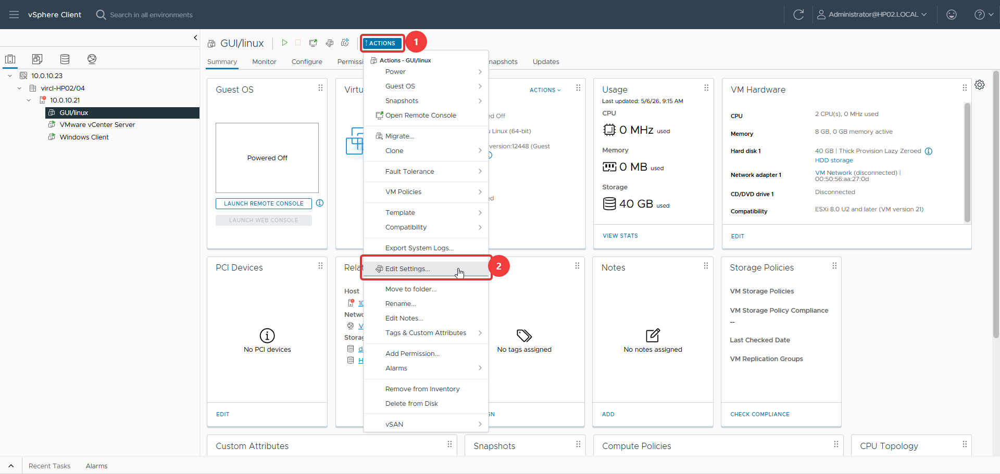 vSphere Client
Search in all environments
Administrator@HP02.LOCAL
GUI/linux
ACTIONS
1
Summary
Monitor
Configure
Updates
10.0.10.23
vircl-HP02/04
10.0.10.21
GUI/linux
VMware vCenter Server
Windows Client
Actions - GUI/linux
Power
Guest OS
Snapshots
Open Remote Console
Migrate...
Clone
Fault Tolerance
VM Policies
Template
Compatibility
Export System Logs...
Edit Settings...
2
Move to folder...
Rename...
Edit Notes...
Tags & Custom Attributes
Add Permission...
Alarms
Remove from Inventory
Delete from Disk
vSAN
Guest OS
Powered Off
LAUNCH REMOTE CONSOLE
LAUNCH WEB CONSOLE
ACTIONS
Off
Linux (64-bit)
version:12448 (Guest
Usage
Last updated: 5/6/26, 9:15 AM
CPU
0 MHz used
Memory
0 MB used
Storage
40 GB used
VIEW STATS
VM Hardware
CPU 2 CPU(s), 0 MHz used
Memory 8 GB, 0 GB memory active
Hard disk 1 40 GB | Thick Provision Lazy Zeroed
HDD storage
Network adapter 1 VM Network (disconnected) |
00:50:56:aa:27:0d
CD/DVD drive 1 Disconnected
Compatibility ESXi 8.0 U2 and later (VM version 21)
EDIT
PCI Devices
No PCI devices
EDIT
Host
No tags assigned
Notes
No notes assigned
ADD
Storage Policies
VM Storage Policies
VM Storage Policy Compliance
--
Last Checked Date
VM Replication Groups
CHECK COMPLIANCE
Custom Attributes
Snapshots
Compute Policies
CPU Topology
Recent Tasks
Alarms